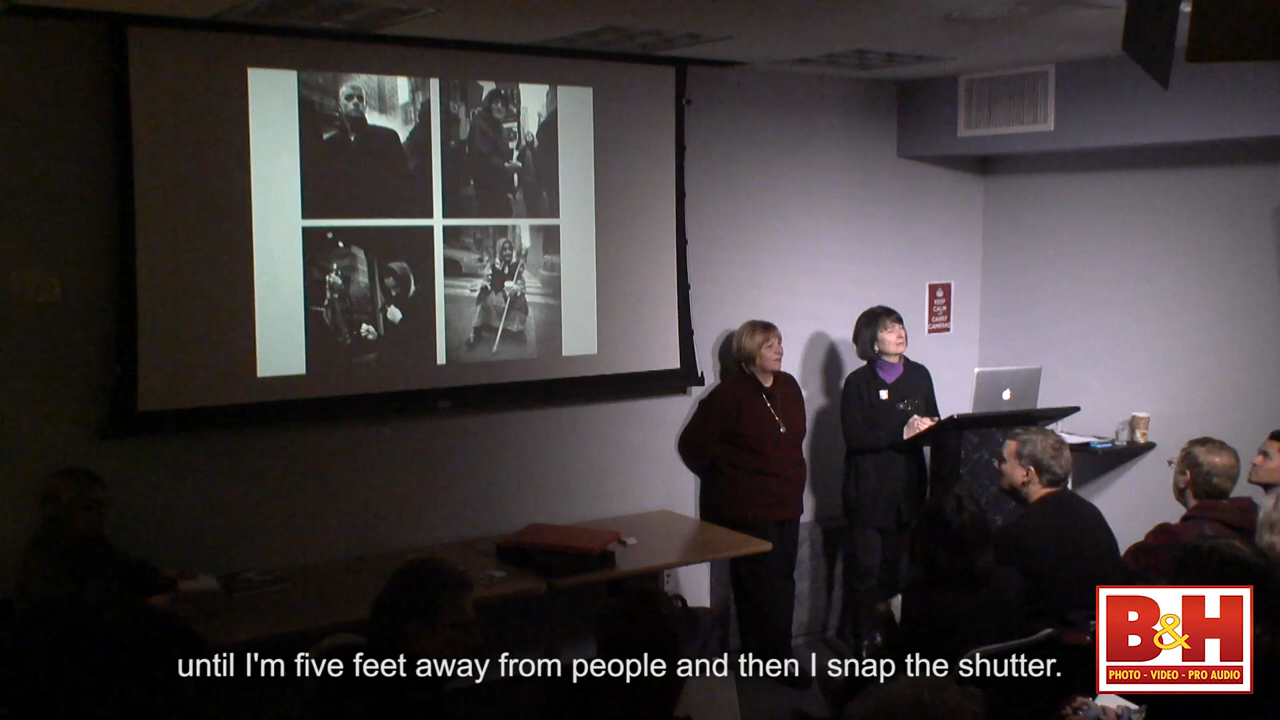 KEEP
CALM
AND
CARRY
CAMERAS
until I'm five feet away from people and then I snap the shutter.
B&H
PHOTO - VIDEO - PRO AUDIO